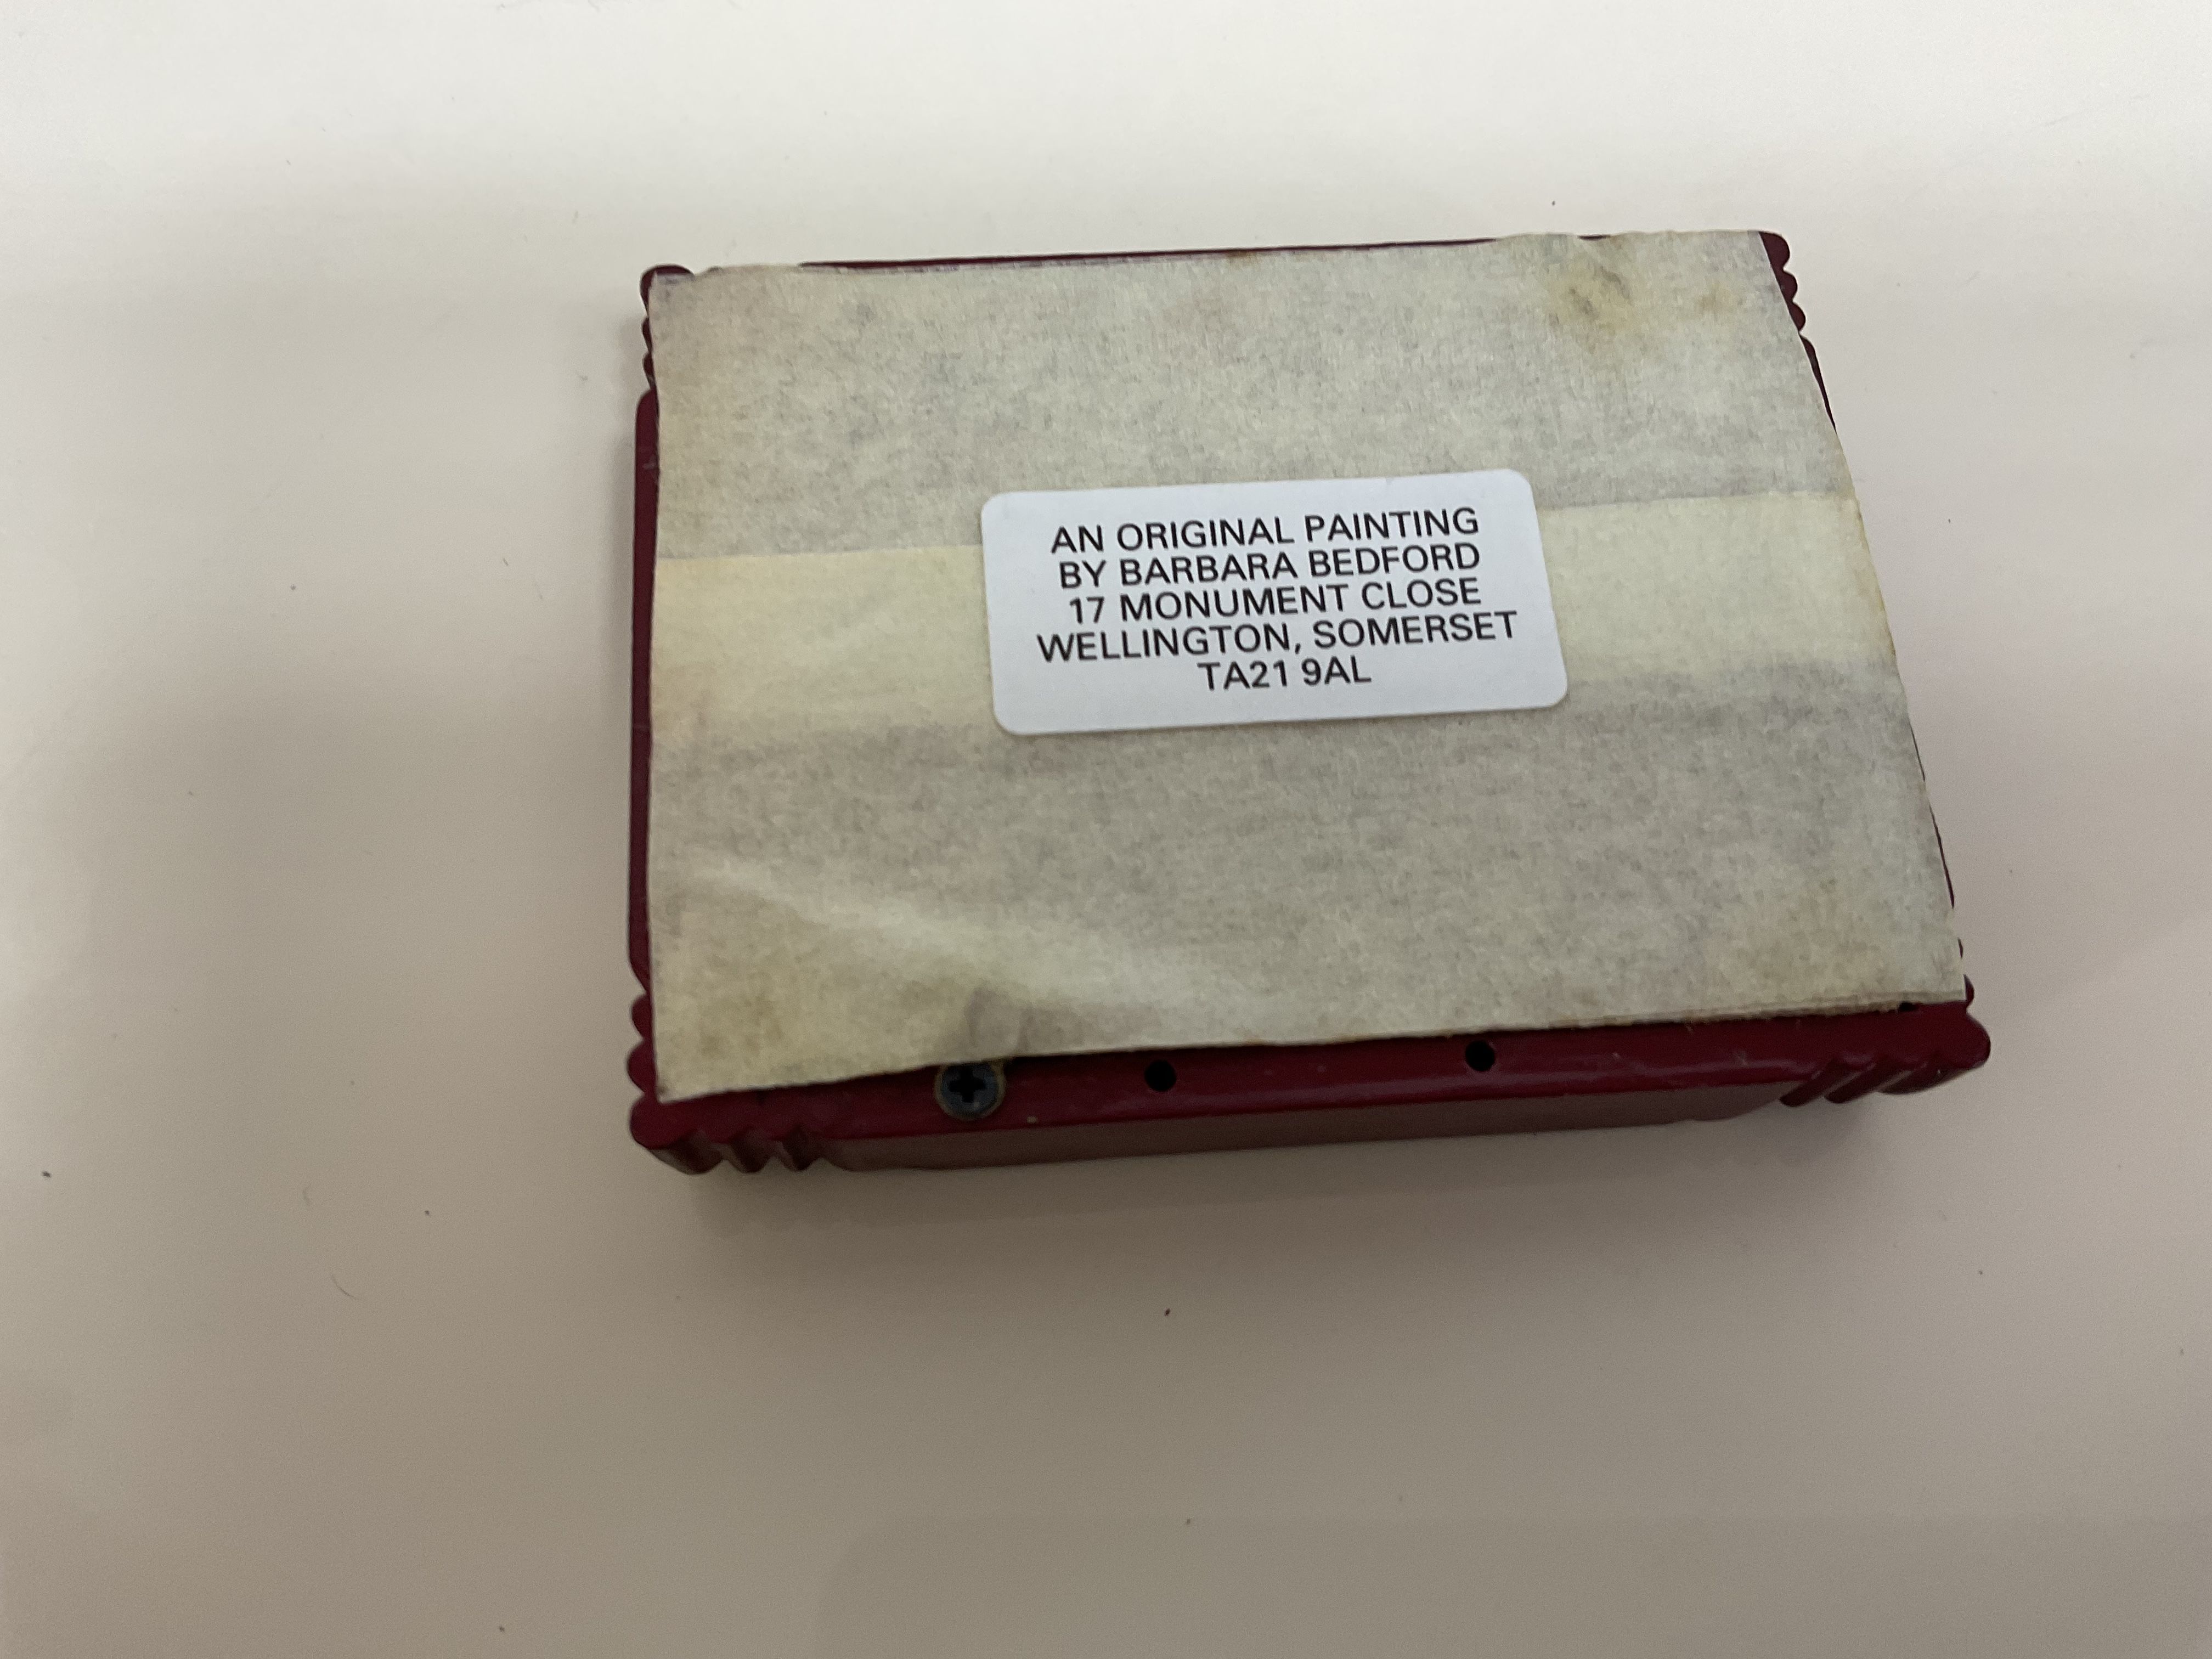 AN ORIGINAL PAINTING
BY BARBARA BEDFORD
17 MONUMENT CLOSE
WELLINGTON, SOMERSET
TA21 9AL